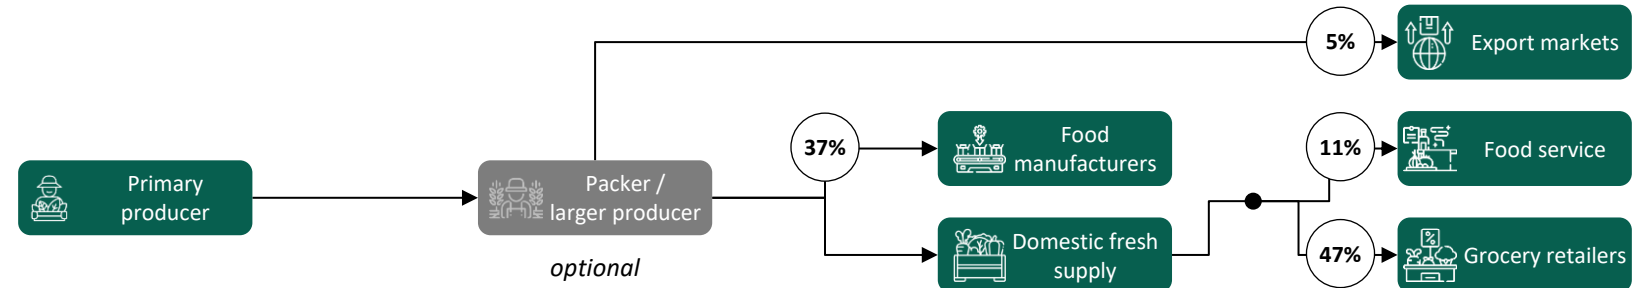 5%
Export markets
37%
Food
manufacturers
11%
Food service
Primary
producer
Packer /
larger producer
optional
Domestic fresh
supply
47%
%
Grocery retailers